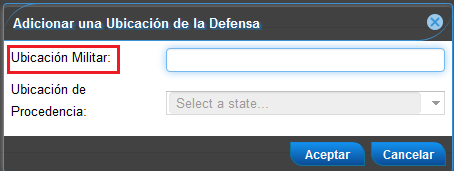 Adicionar una Ubicación de la Defensa
Ubicación Militar:
Ubicación de
Procedencia:
Select a state...
Aceptar
Cancelar